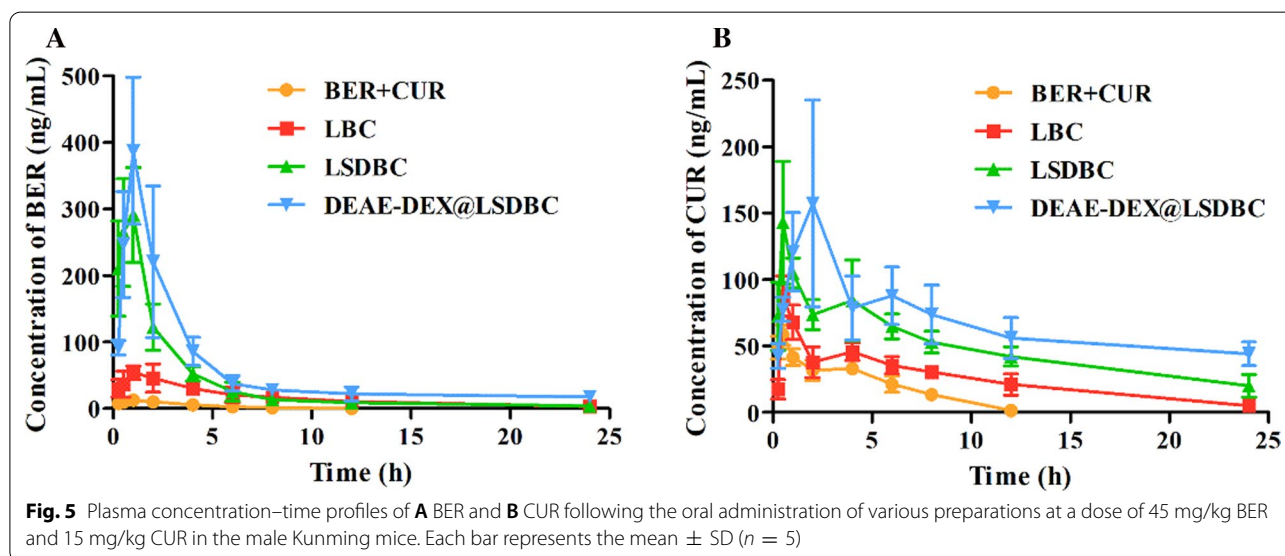 A
500
400
300
200
100
0
0
5
10
15
20
25
Concentration of BER (ng/mL)
Time (h)
BER+CUR
LBC
LSDBC
DEAE-DEX@LSDBC
B
250
200
150
100
50
0
0
5
10
15
20
25
Concentration of CUR (ng/mL)
Time (h)
BER+CUR
LBC
LSDBC
DEAE-DEX@LSDBC
Fig. 5 Plasma concentration–time profiles of A BER and B CUR following the oral administration of various preparations at a dose of 45 mg/kg BER
and 15 mg/kg CUR in the male Kunming mice. Each bar represents the mean ± SD (n = 5)